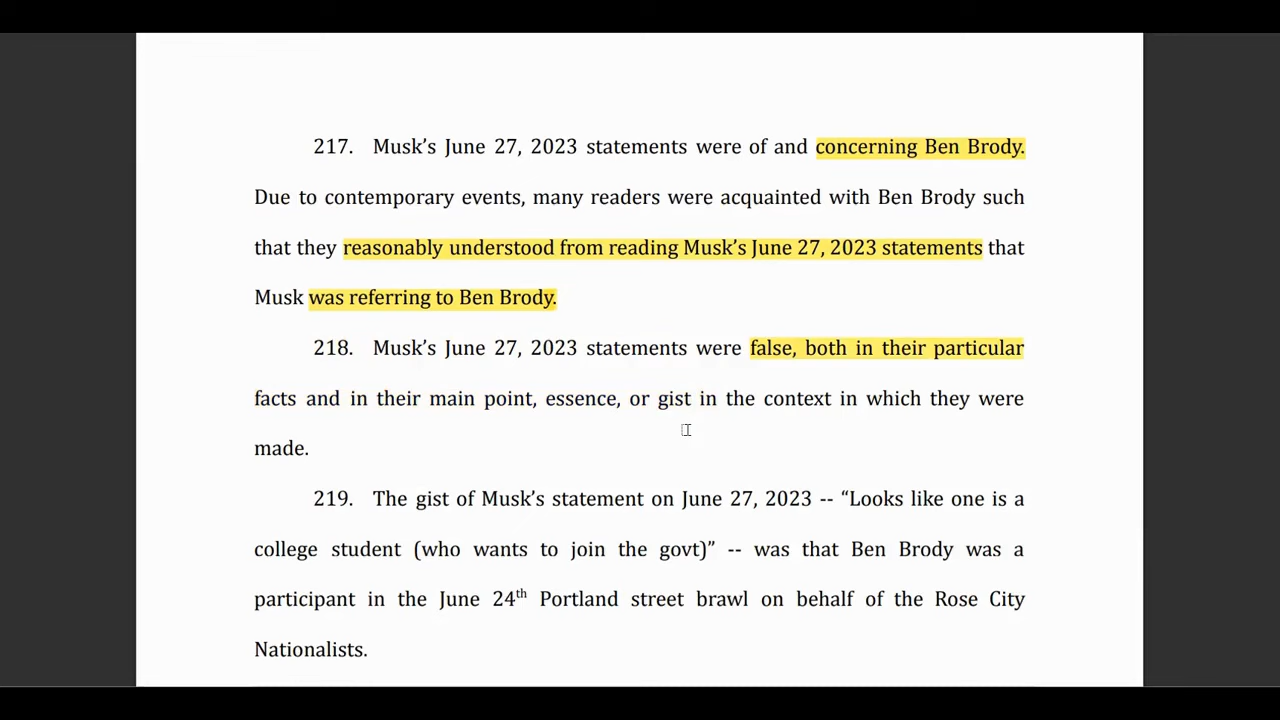 217. Musk’s June 27, 2023 statements were of and concerning Ben Brody.
Due to contemporary events, many readers were acquainted with Ben Brody such
that they reasonably understood from reading Musk’s June 27, 2023 statements that
Musk was referring to Ben Brody.
218. Musk’s June 27, 2023 statements were false, both in their particular
facts and in their main point, essence, or gist in the context in which they were
made.
219. The gist of Musk’s statement on June 27, 2023 -- “Looks like one is a
college student (who wants to join the govt)” -- was that Ben Brody was a
participant in the June 24th Portland street brawl on behalf of the Rose City
Nationalists.